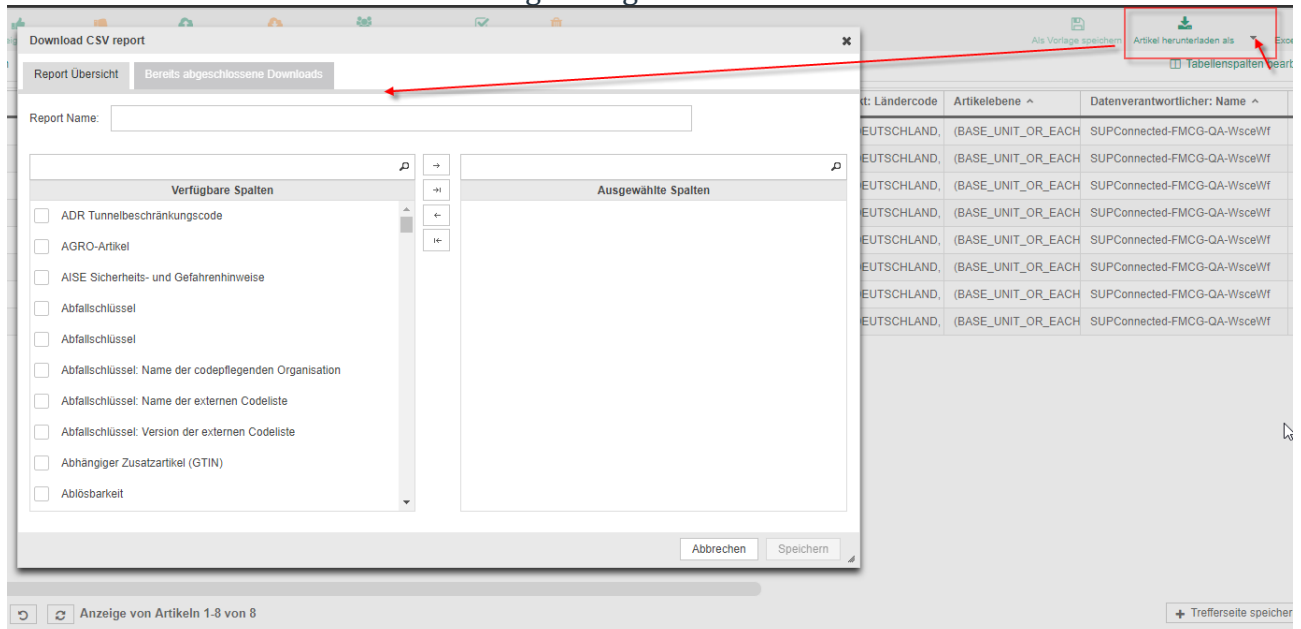 Download CSV report
Als Vorlage speichern
Artikel herunterladen als
Report Übersicht
Bereits abgeschlossene Downloads
Tabellenspalten bearb
Report Name:
kt: Ländercode
Artikelebene
Datenverantwortlicher: Name
Verfügbare Spalten
Ausgewählte Spalten
ADR Tunnelbeschränkungscode
AGRO-Artikel
AISE Sicherheits- und Gefahrenhinweise
Abfallschlüssel
Abfallschlüssel
Abfallschlüssel: Name der codepflegenden Organisation
Abfallschlüssel: Name der externen Codeliste
Abfallschlüssel: Version der externen Codeliste
Abhängiger Zusatzartikel (GTIN)
Ablösbarkeit
EUTSCHLAND, (BASE_UNIT_OR_EACH SUPConnected-FMCG-QA-WsceWf
EUTSCHLAND, (BASE_UNIT_OR_EACH SUPConnected-FMCG-QA-WsceWf
EUTSCHLAND, (BASE_UNIT_OR_EACH SUPConnected-FMCG-QA-WsceWf
EUTSCHLAND, (BASE_UNIT_OR_EACH SUPConnected-FMCG-QA-WsceWf
EUTSCHLAND, (BASE_UNIT_OR_EACH SUPConnected-FMCG-QA-WsceWf
EUTSCHLAND, (BASE_UNIT_OR_EACH SUPConnected-FMCG-QA-WsceWf
EUTSCHLAND, (BASE_UNIT_OR_EACH SUPConnected-FMCG-QA-WsceWf
EUTSCHLAND, (BASE_UNIT_OR_EACH SUPConnected-FMCG-QA-WsceWf
Abbrechen
Speichern
Anzeige von Artikeln 1-8 von 8
Trefferseite speicher